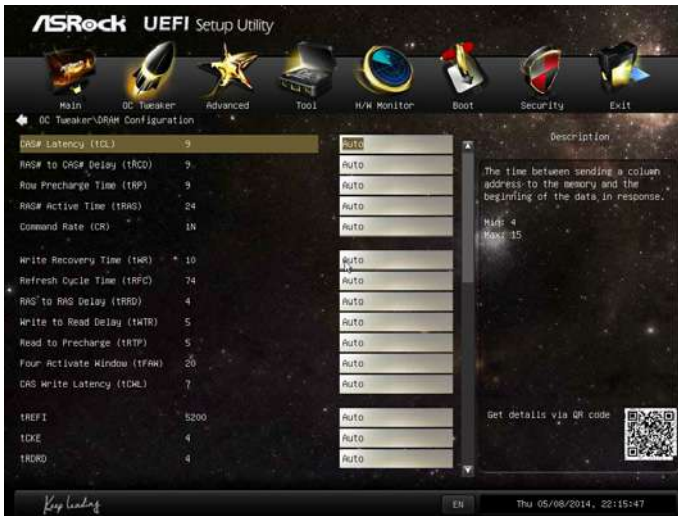 ASRock UEFI Setup Utility
Main OC Tweaker Advanced Tool H/W Monitor Boot Security Exit
OC Tweaker\DRAM Configuration
CAS# Latency (tCL) 9 Auto
RAS# to CAS# Delay (tRCD) 9 Auto
Row Precharge Time (tRP) 9 Auto
RAS# Active Time (tRAS) 24 Auto
Command Rate (CR) 1N Auto
Write Recovery Time (tWR) 10 Auto
Refresh Cycle Time (tRFC) 74 Auto
RAS to RAS Delay (tRRD) 4 Auto
Write to Read Delay (tWTR) 5 Auto
Read to Precharge (tRTP) 5 Auto
Four Activate Window (tFAW) 20 Auto
CAS Write Latency (tCWL) 7 Auto
tREFI 5200 Auto
tCKE 4 Auto
tRDRD 4 Auto
Description
The time between sending a column
address to the memory and the
beginning of the data in response.
Min: 4
Max: 15
Get details via QR code
Keep Leading
EN
Thu 05/08/2014, 22:15:47